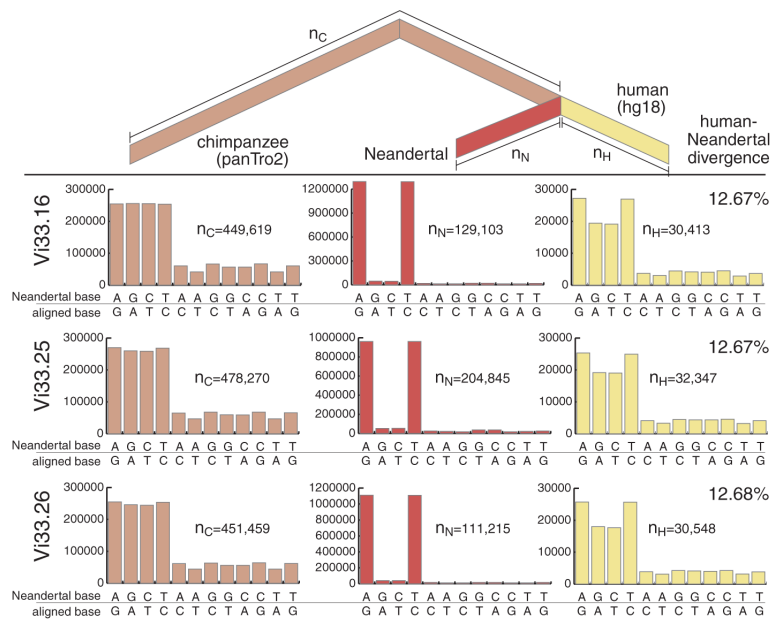 nC
human
(hg18)
human-
Neandertal
divergence
chimpanzee
(panTro2)
Neandertal
nN
nH
Vi33.16
300000
200000
100000
0
nC=449,619
1200000
900000
600000
300000
0
nN=129,103
30000
20000
10000
0
nH=30,413
12.67%
Neandertal base A G C T A A G G C C T T A G C T A A G G C C T T A G C T A A G G C C T T
aligned base G A T C C T C T A G A G G A T C C T C T A G A G G A T C C T C T A G A G
Vi33.25
300000
200000
100000
0
nC=478,270
1000000
800000
600000
400000
200000
0
nN=204,845
30000
20000
10000
0
nH=32,347
12.67%
Neandertal base A G C T A A G G C C T T A G C T A A G G C C T T A G C T A A G G C C T T
aligned base G A T C C T C T A G A G G A T C C T C T A G A G G A T C C T C T A G A G
Vi33.26
300000
200000
100000
0
nC=451,459
1200000
1000000
800000
600000
400000
200000
0
nN=111,215
30000
20000
10000
0
nH=30,548
12.68%
Neandertal base A G C T A A G G C C T T A G C T A A G G C C T T A G C T A A G G C C T T
aligned base G A T C C T C T A G A G G A T C C T C T A G A G G A T C C T C T A G A G